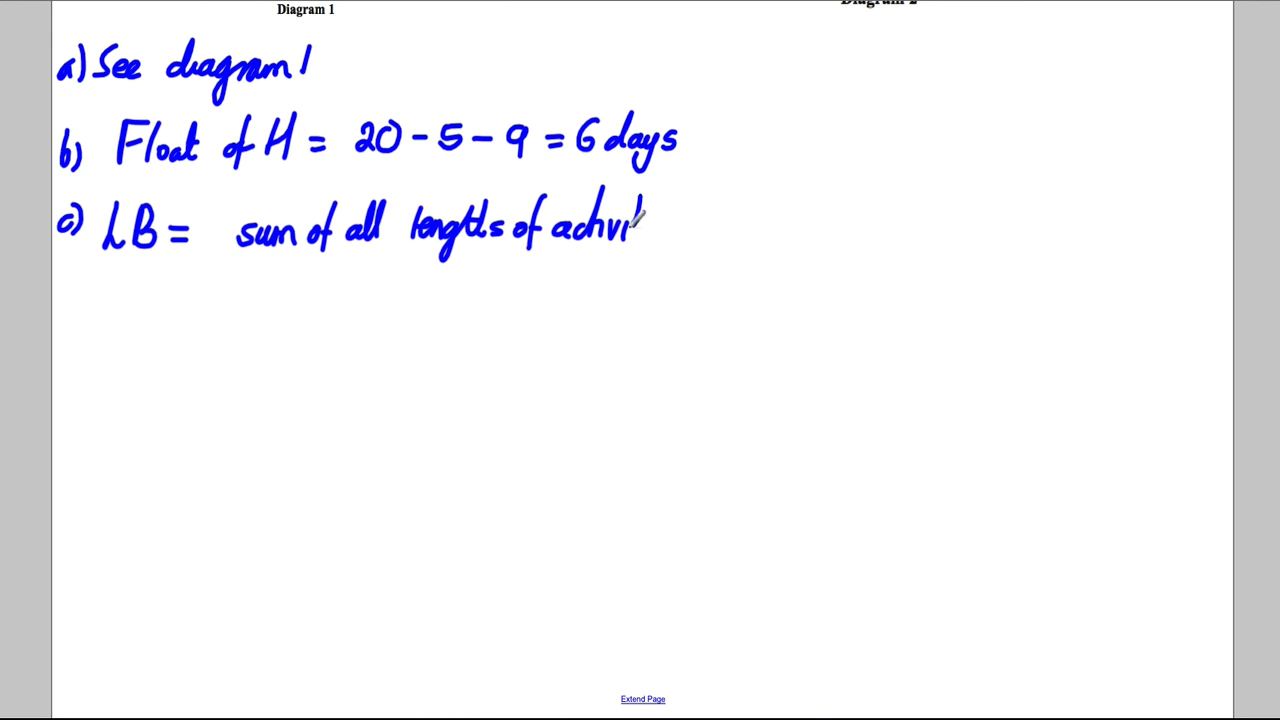 Diagram 1
Diagram 2
a) See diagram 1
b) Float of H = 20 - 5 - 9 = 6 days
c) LB = sum of all lengths of activi
Extend Page